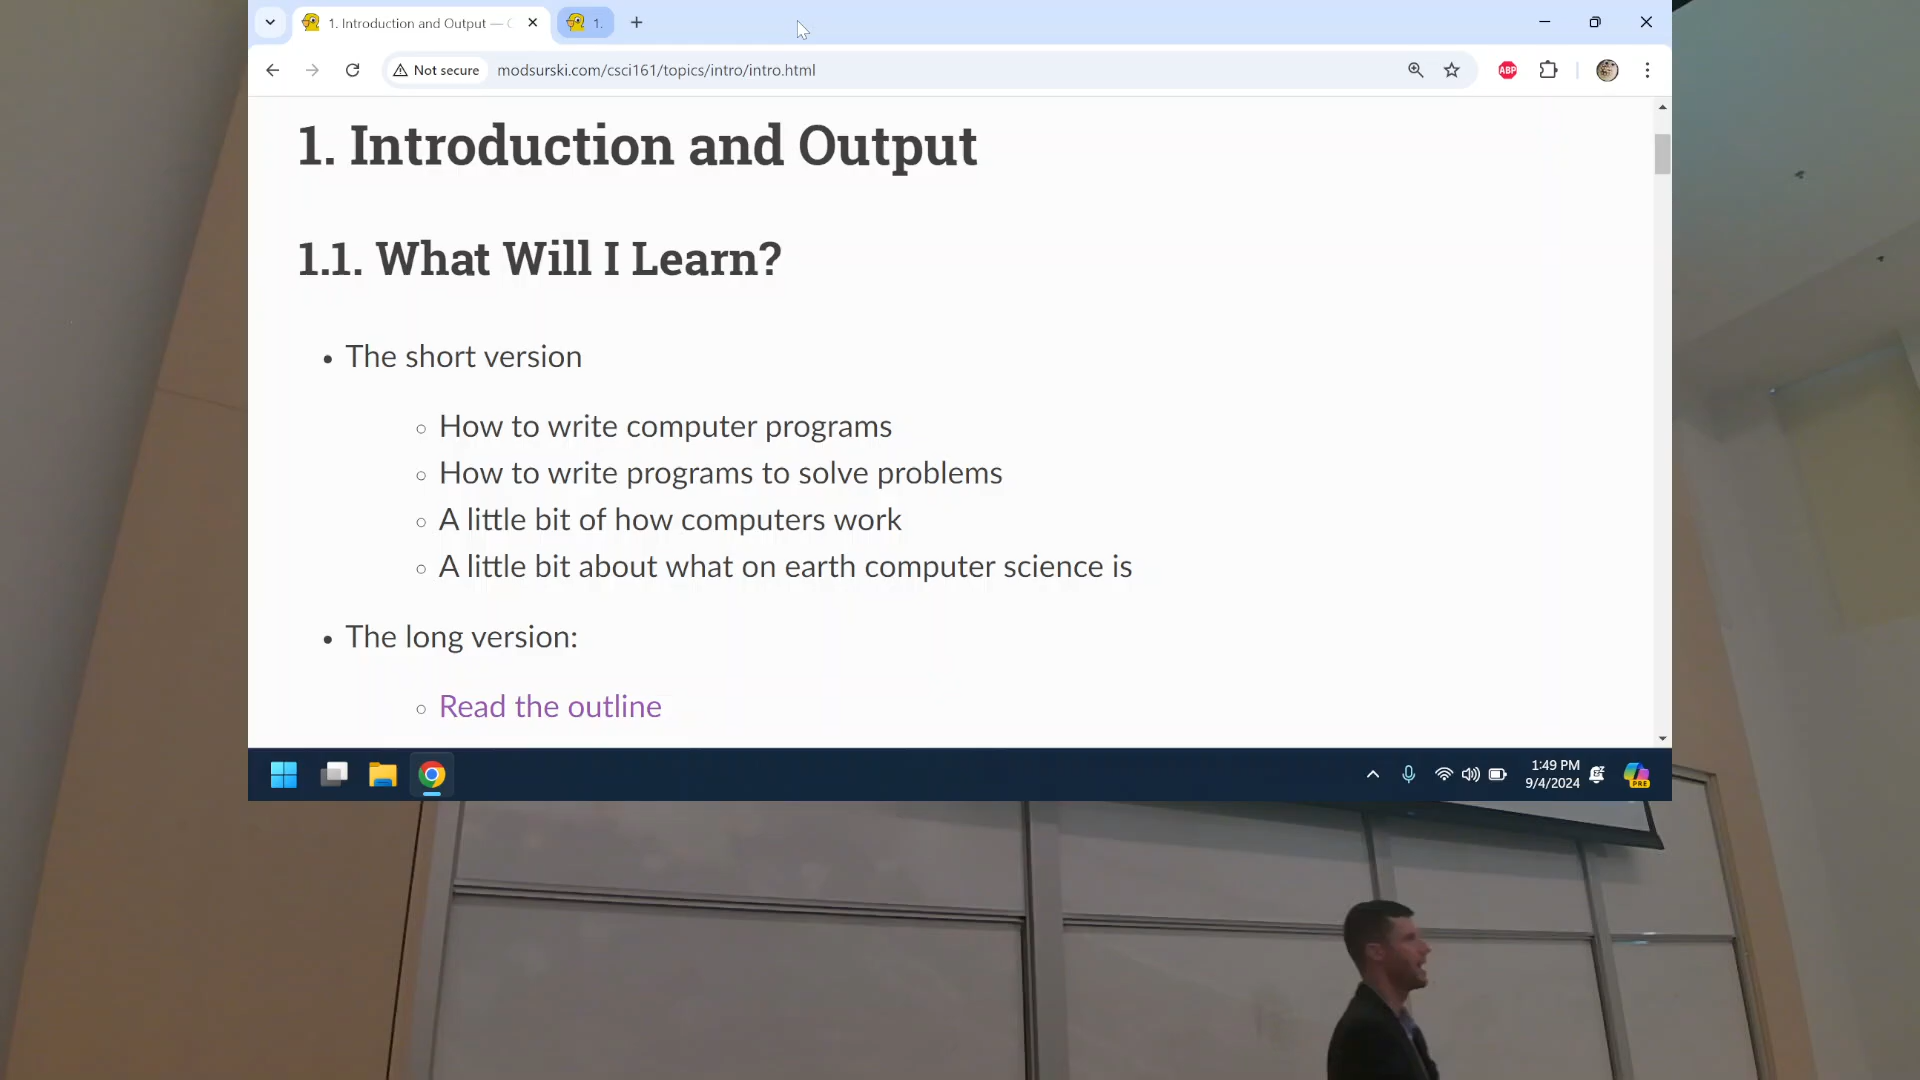 1. Introduction and Output —
1.
Not secure
modsurski.com/csci161/topics/intro/intro.html
ABP
1. Introduction and Output
1.1. What Will I Learn?
• The short version
◦ How to write computer programs
◦ How to write programs to solve problems
◦ A little bit of how computers work
◦ A little bit about what on earth computer science is
• The long version:
◦ Read the outline
1:49 PM
9/4/2024
PRE